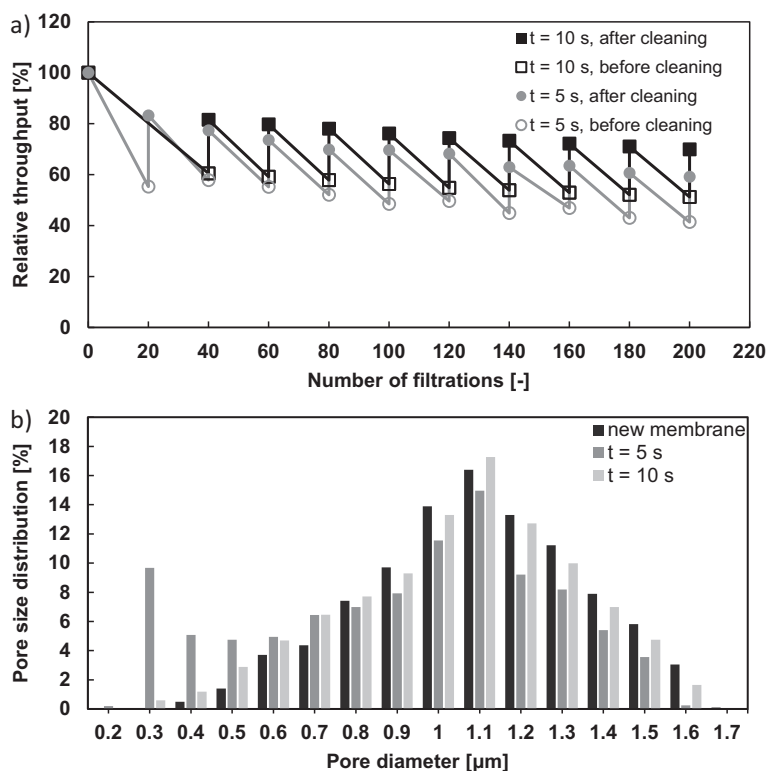 a)
120
100
80
60
40
20
0
Relative throughput [%]
t = 10 s, after cleaning
t = 10 s, before cleaning
t = 5 s, after cleaning
t = 5 s, before cleaning
0 20 40 60 80 100 120 140 160 180 200 220
Number of filtrations [-]
b)
20
18
16
14
12
10
8
6
4
2
0
Pore size distribution [%]
new membrane
t = 5 s
t = 10 s
0.2 0.3 0.4 0.5 0.6 0.7 0.8 0.9 1 1.1 1.2 1.3 1.4 1.5 1.6 1.7
Pore diameter [µm]